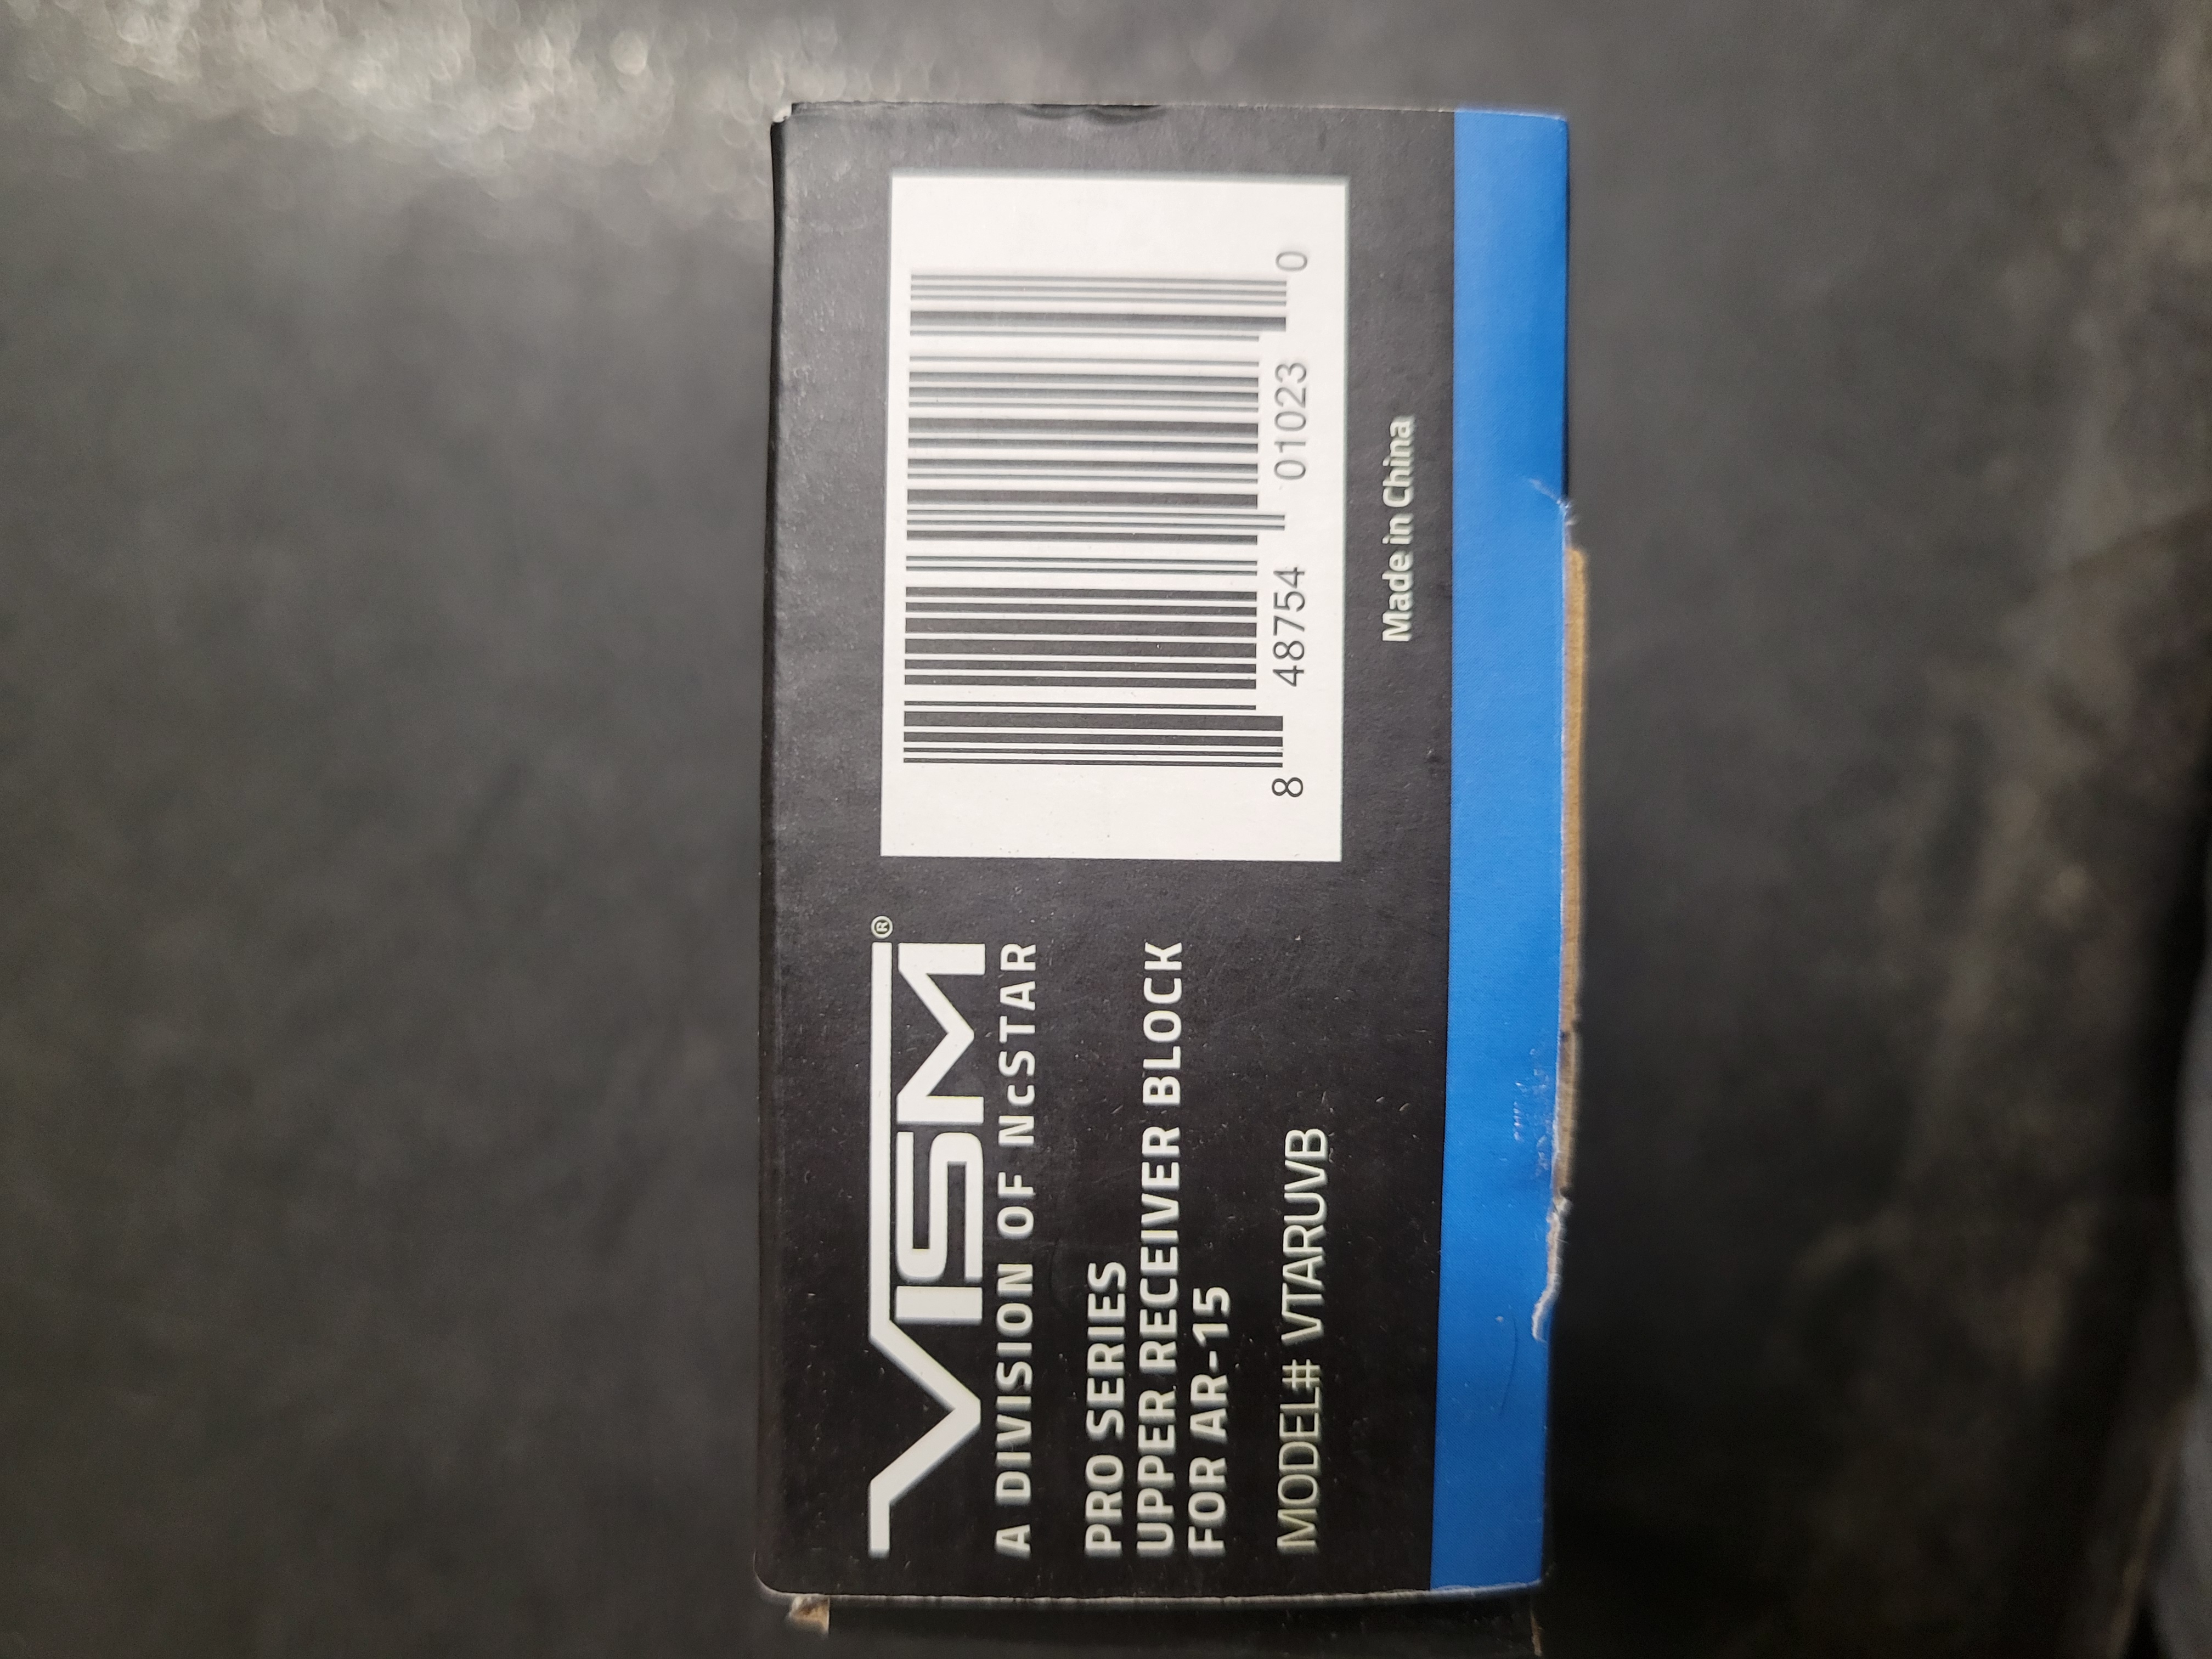 VISM®
A DIVISION OF NcSTAR
PRO SERIES
UPPER RECEIVER BLOCK
FOR AR-15
MODEL# VTARUVB
8 48754 01023 0
Made in China